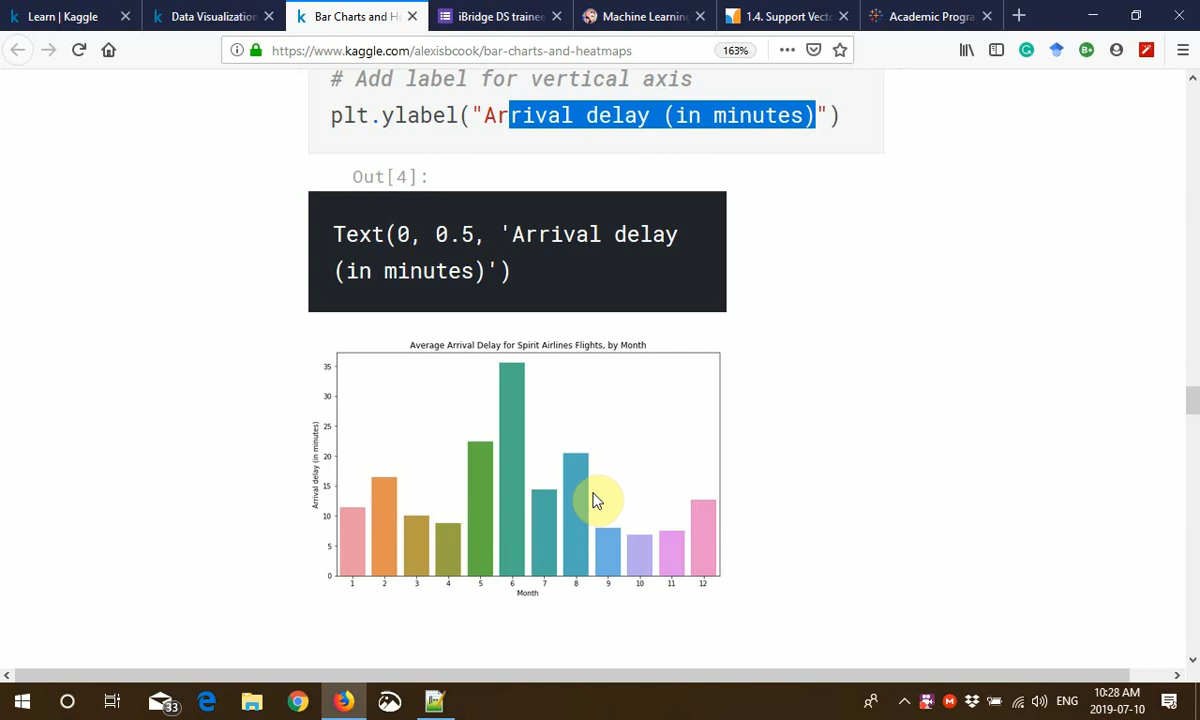 Learn | Kaggle
Data Visualization
Bar Charts and He
iBridge DS trainee
Machine Learning
1.4. Support Vecto
Academic Progra
https://www.kaggle.com/alexisbcook/bar-charts-and-heatmaps
163%
# Add label for vertical axis
plt.ylabel("Arrival delay (in minutes)")
Out[4]:
Text(0, 0.5, 'Arrival delay
(in minutes)')
Average Arrival Delay for Spirit Airlines Flights, by Month
Arrival delay (in minutes)
35
30
25
20
15
10
5
0
1 2 3 4 5 6 7 8 9 10 11 12
Month
33
ENG
10:28 AM
2019-07-10